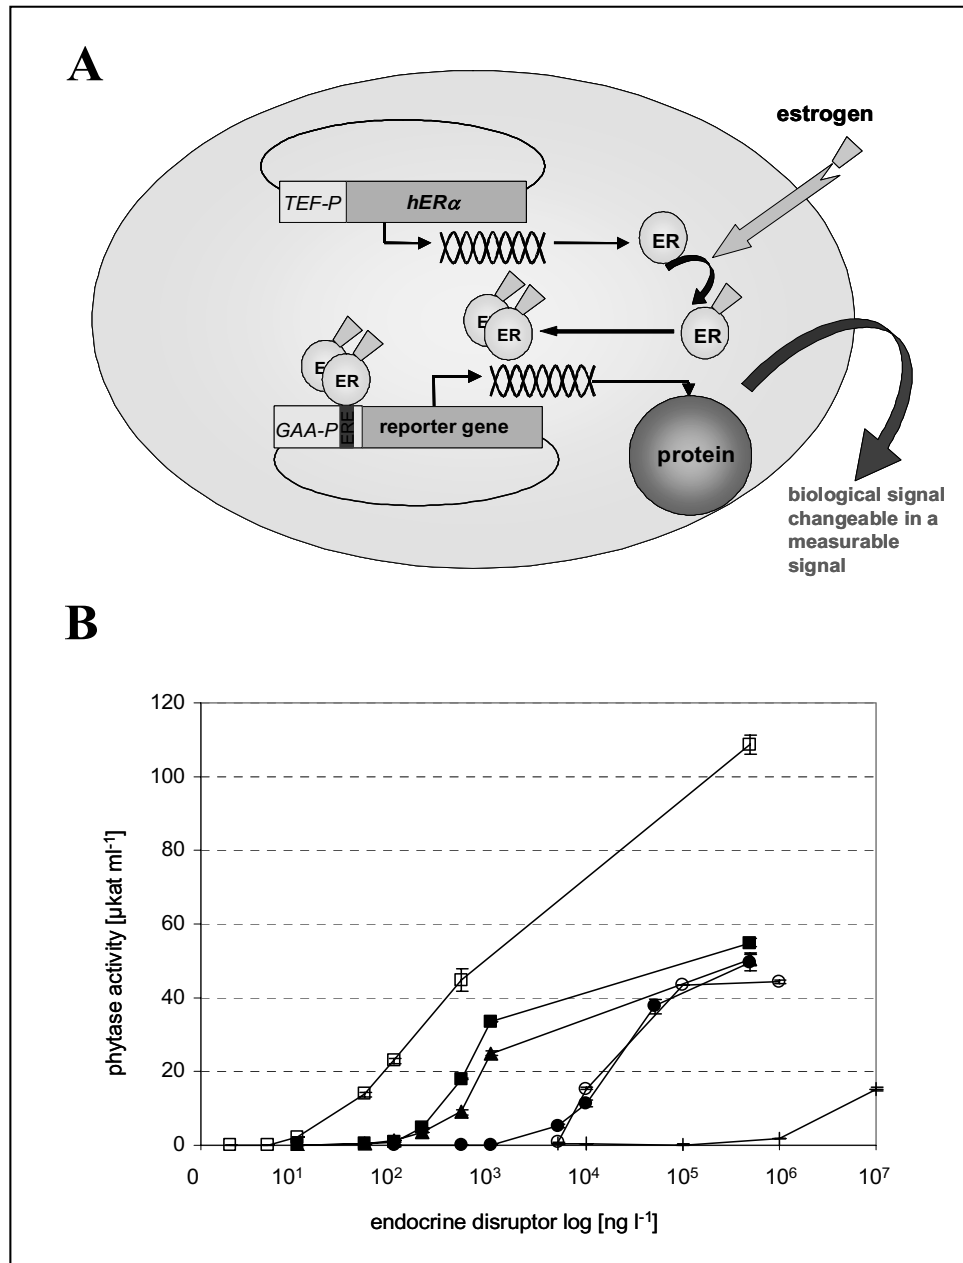 A
estrogen
TEF-P
hERα
ER
E
ER
ER
E
ER
GAA-P
ERE
reporter gene
protein
biological signal
changeable in a
measurable
signal
B
120
100
80
60
40
20
0
phytase activity [µkat ml-1]
0
10¹
10²
10³
10⁴
10⁵
10⁶
10⁷
endocrine disruptor log [ng l-1]